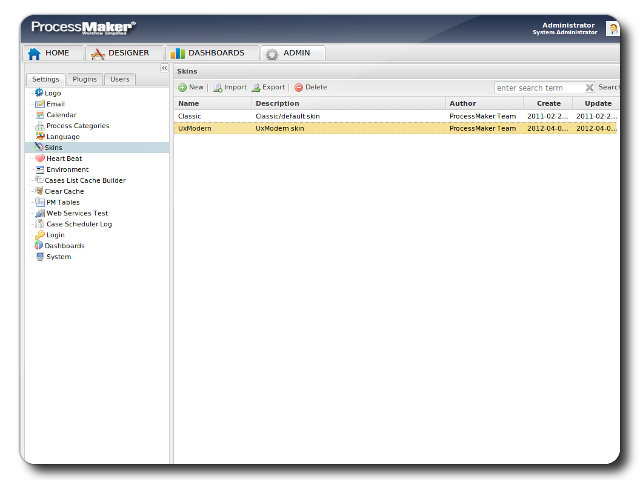 ProcessMaker
Workflow Simplified
Administrator
System Administrator
HOME DESIGNER DASHBOARDS ADMIN
Settings Plugins Users
Logo
Email
Calendar
Process Categories
Language
Skins
Heart Beat
Environment
Cases List Cache Builder
Clear Cache
PM Tables
Web Services Test
Case Scheduler Log
Login
Dashboards
System
Skins
New Import Export Delete enter search term Search
Name Description Author Create Update
Classic Classic/default skin ProcessMaker Team 2011-02-2... 2011-02-2...
UxModern UxModern skin ProcessMaker Team 2012-04-0... 2012-04-0...